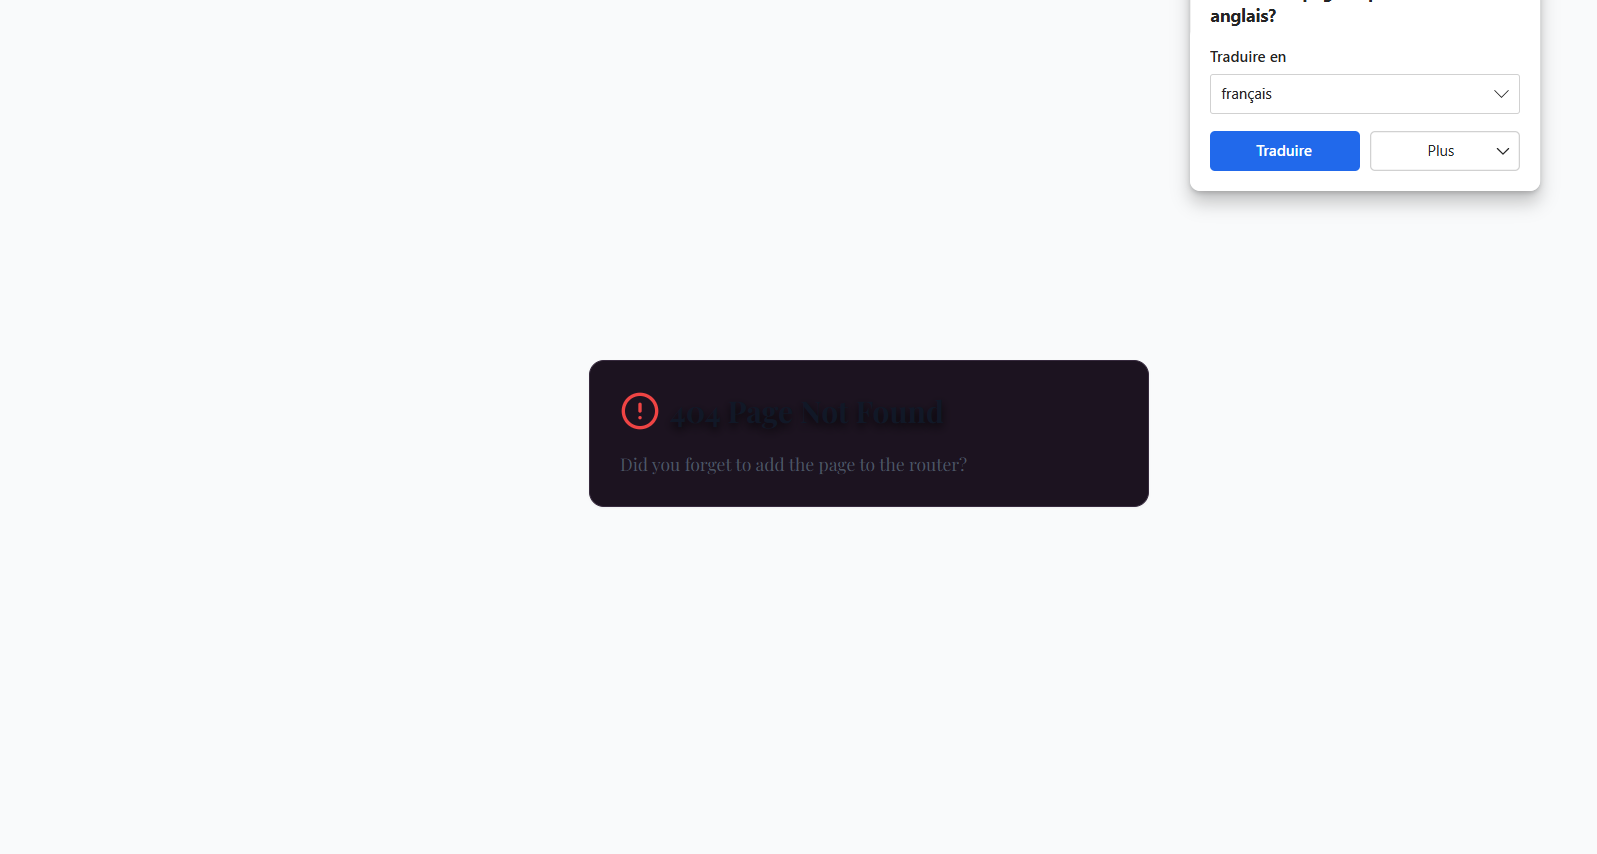 anglais?
Traduire en
français
Traduire
Plus
404 Page Not Found
Did you forget to add the page to the router?